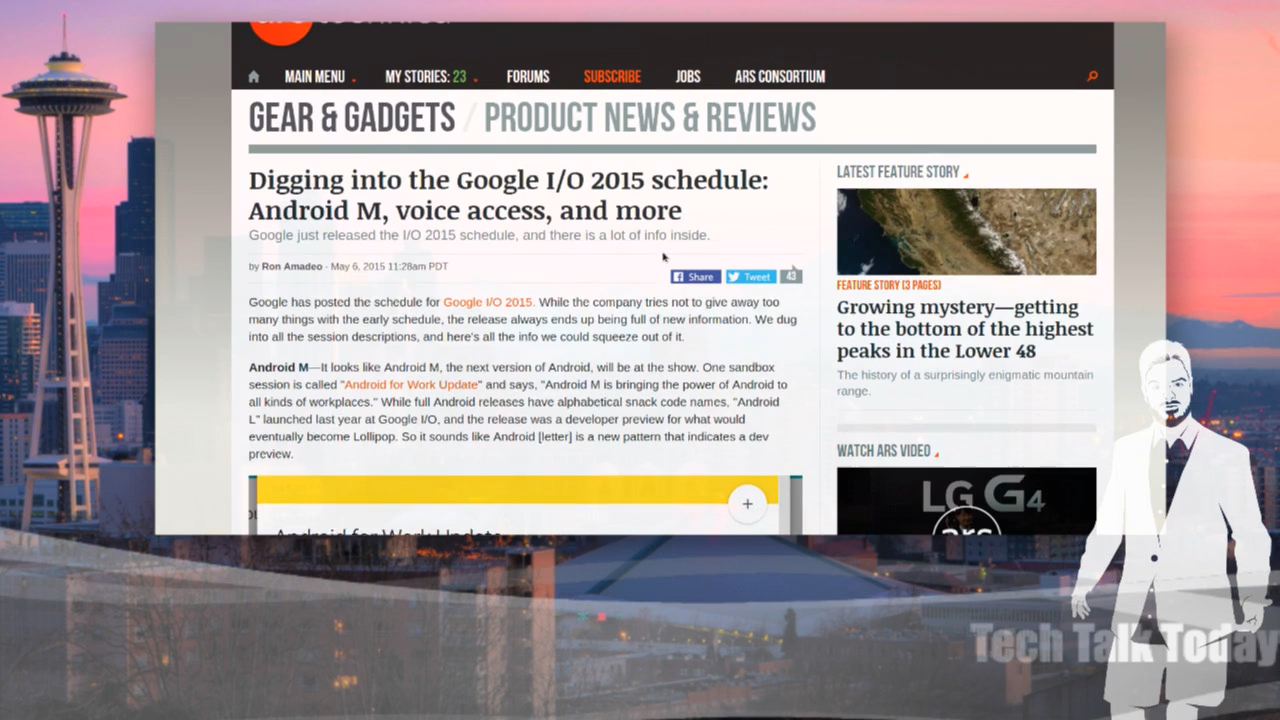 MAIN MENU
MY STORIES: 23
FORUMS
SUBSCRIBE
JOBS
ARS CONSORTIUM
GEAR & GADGETS / PRODUCT NEWS & REVIEWS
Digging into the Google I/O 2015 schedule:
Android M, voice access, and more
Google just released the I/O 2015 schedule, and there is a lot of info inside.
by Ron Amadeo - May 6, 2015 11:28am PDT
Share
Tweet
43
Google has posted the schedule for Google I/O 2015. While the company tries not to give away too
many things with the early schedule, the release always ends up being full of new information. We dug
into all the session descriptions, and here's all the info we could squeeze out of it.
Android M—It looks like Android M, the next version of Android, will be at the show. One sandbox
session is called "Android for Work Update" and says, "Android M is bringing the power of Android to
all kinds of workplaces." While full Android releases have alphabetical snack code names, "Android
L" launched last year at Google I/O, and the release was a developer preview for what would
eventually become Lollipop. So it sounds like Android [letter] is a new pattern that indicates a dev
preview.
+
Android for Work Update
LATEST FEATURE STORY
FEATURE STORY (3 PAGES)
Growing mystery—getting
to the bottom of the highest
peaks in the Lower 48
The history of a surprisingly enigmatic mountain
range.
WATCH ARS VIDEO
LG G4
ars
Tech Talk Today